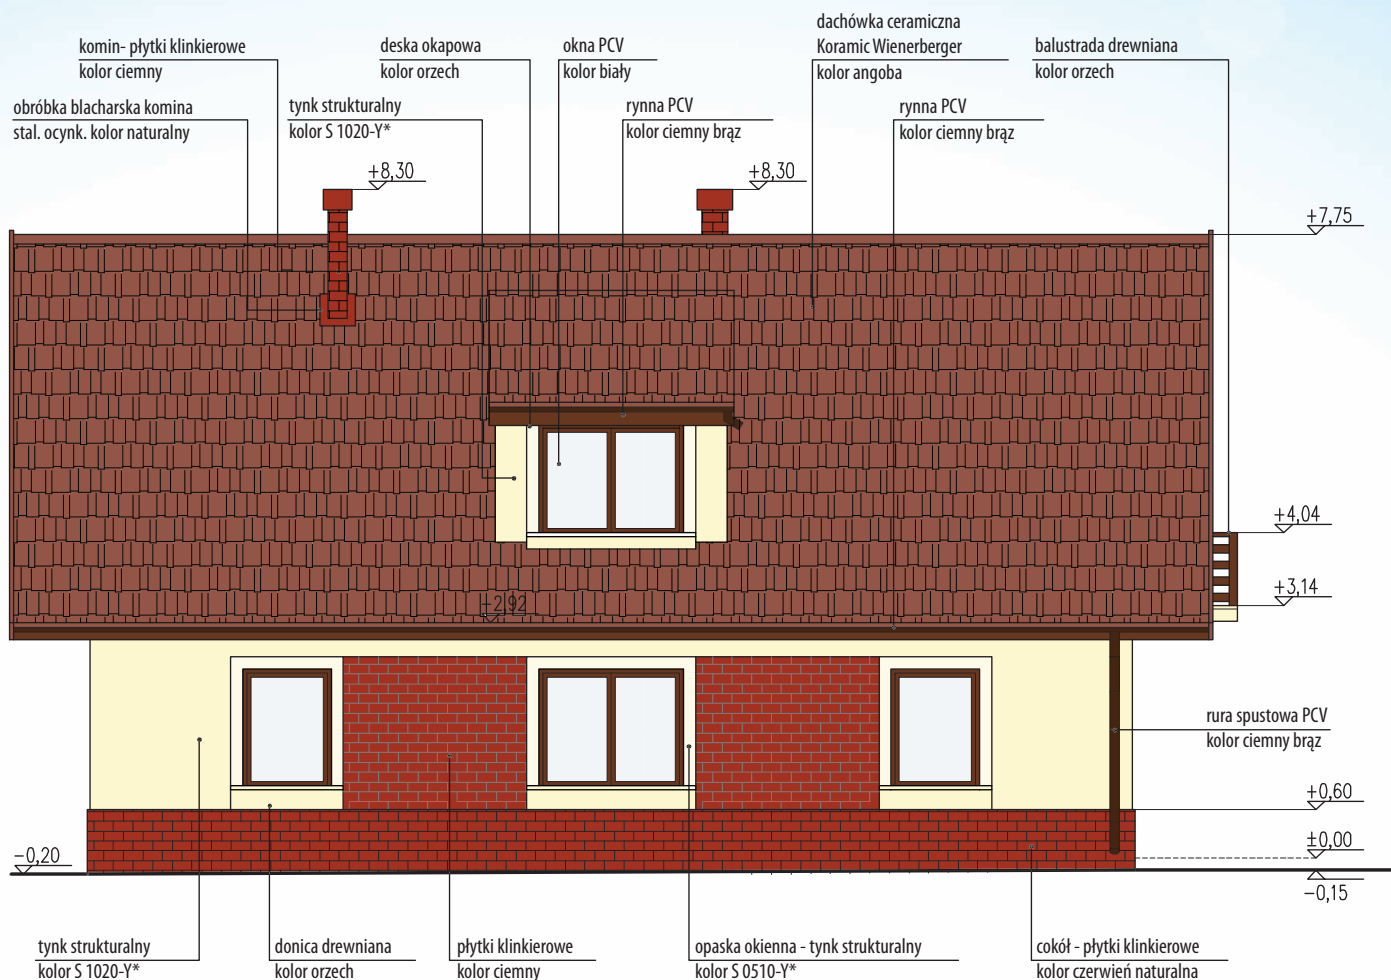 komin- płytki klinkierowe
kolor ciemny
deska okapowa
kolor orzech
okna PCV
kolor biały
dachówka ceramiczna
Koramic Wienerberger
kolor angoba
balustrada drewniana
kolor orzech
obróbka blacharska komina
stal. ocynk. kolor naturalny
tynk strukturalny
kolor S 1020-Y*
rynna PCV
kolor ciemny brąz
rynna PCV
kolor ciemny brąz
+8,30
+8,30
+7,75
+4,04
+3,14
+2,92
rura spustowa PCV
kolor ciemny brąz
+0,60
±0,00
-0,20
-0,15
tynk strukturalny
kolor S 1020-Y*
donica drewniana
kolor orzech
płytki klinkierowe
kolor ciemny
opaska okienna - tynk strukturalny
kolor S 0510-Y*
cokół - płytki klinkierowe
kolor czerwień naturalna